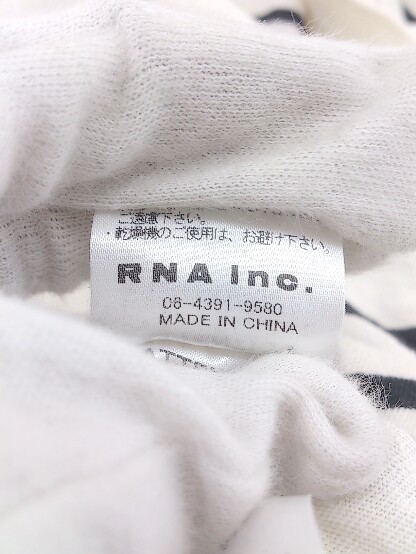 ご遠慮下さい。
・乾燥機のご使用は、お避け下さい。
RNA Inc.
06-4391-9580
MADE IN CHINA